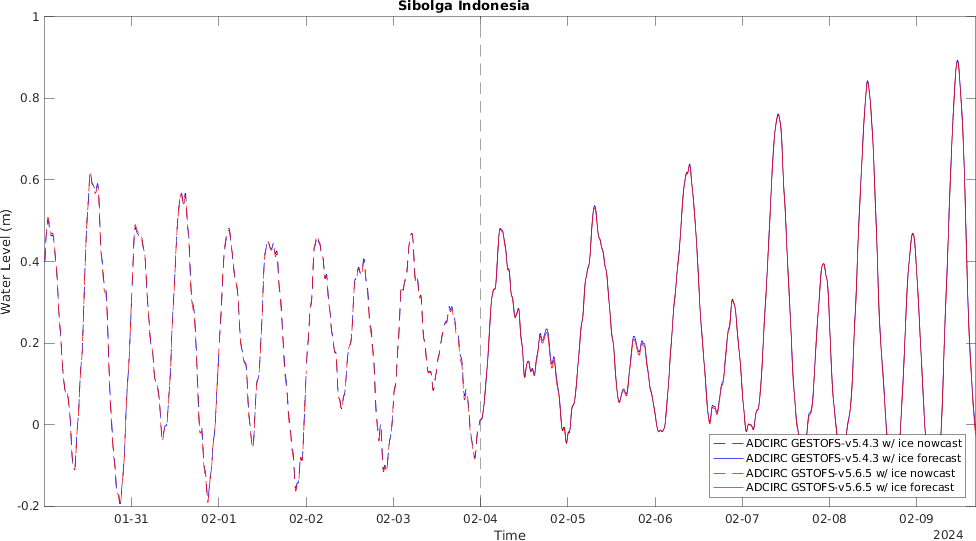 Sibolga Indonesia
1
0.8
0.6
0.4
0.2
0
-0.2
Water Level (m)
01-31 02-01 02-02 02-03 02-04 02-05 02-06 02-07 02-08 02-09
Time
2024
ADCIRC GESTOFS-v5.4.3 w/ ice nowcast
ADCIRC GESTOFS-v5.4.3 w/ ice forecast
ADCIRC GSTOFS-v5.6.5 w/ ice nowcast
ADCIRC GSTOFS-v5.6.5 w/ ice forecast